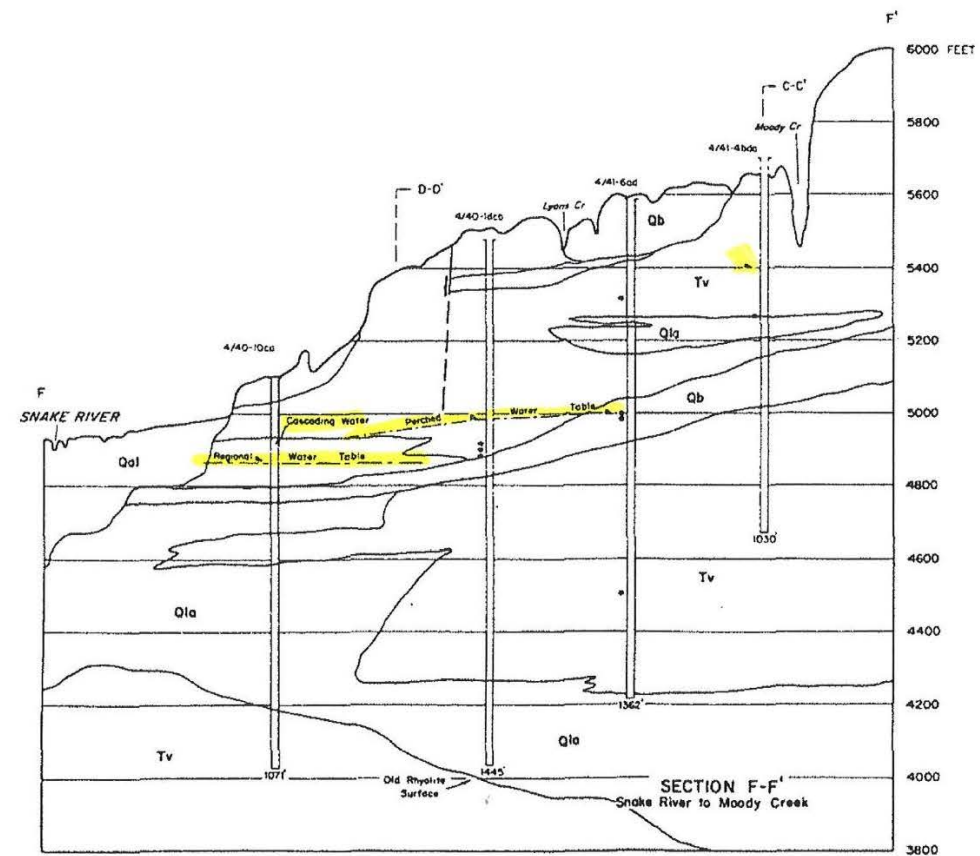 F'
6000 FEET
C-C'
5800
Moody Cr
4/41-4bda
D-D'
4/41-6ad
4/40-1dcb
Lyons Cr
5600
Qb
5400
Tv
Qla
5200
4/40-10ca
Qb
F
SNAKE RIVER
Cascading Water
Perched Water Table
5000
Qal
Regional Water Table
4800
1030'
4600
Tv
Qla
4400
4200
1362'
Qla
Tv
1071'
Old Rhyolite
Surface
1445'
4000
SECTION F-F'
Snake River to Moody Creek
3800